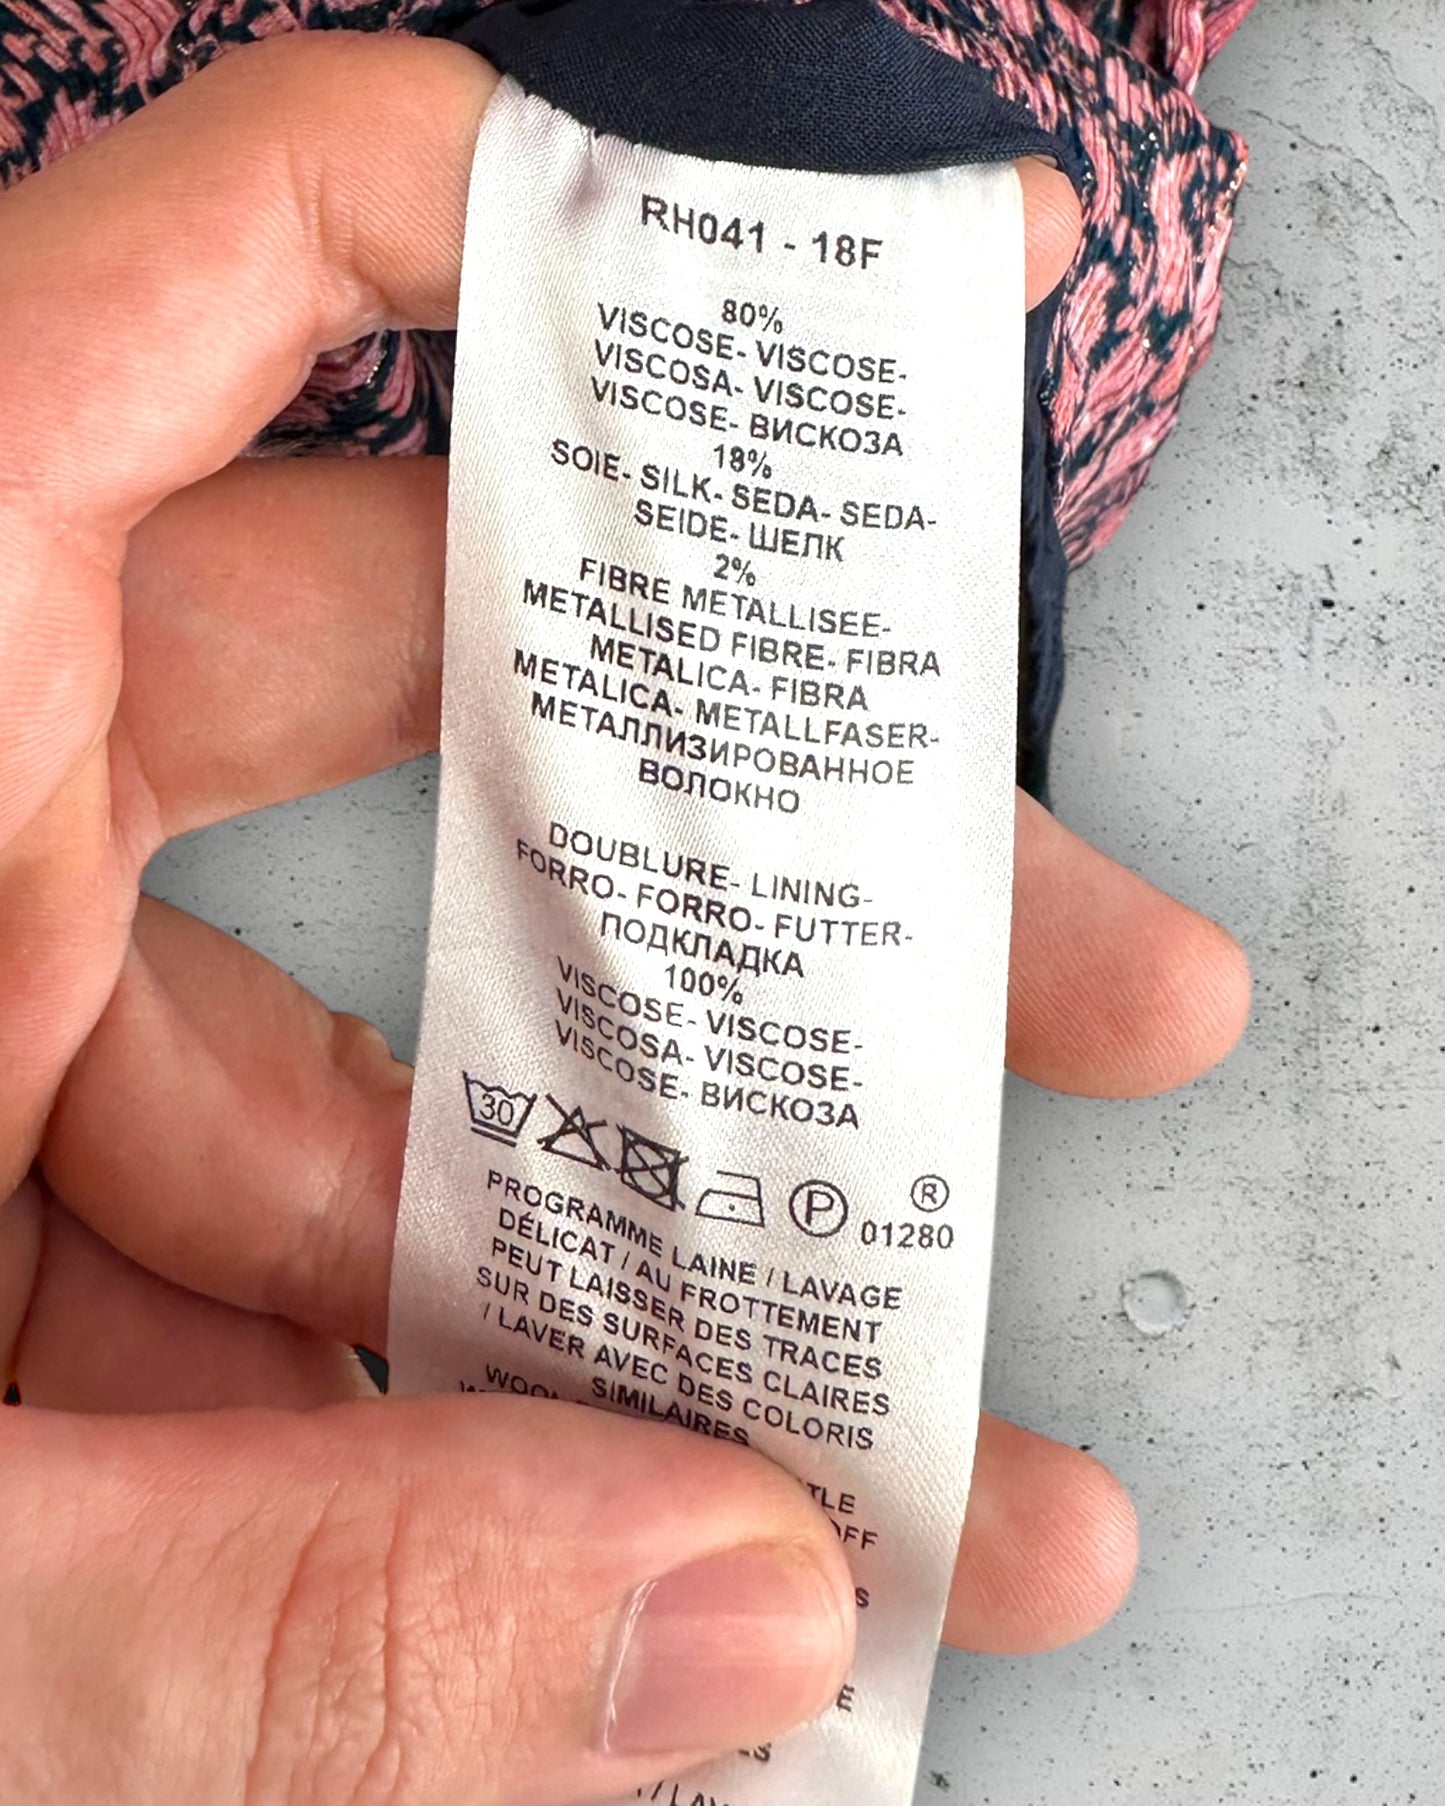 RH041 - 18F
80%
VISCOSE- VISCOSE-
VISCOSA- VISCOSE-
VISCOSE- ВИСКОЗА
18%
SOIE- SILK- SEDA- SEDA-
SEIDE- ШЕЛК
2%
FIBRE METALLISEE-
METALLISED FIBRE- FIBRA
METALICA- FIBRA
METALICA- METALLFASER-
МЕТАЛЛИЗИРОВАННОЕ
ВОЛОКНО
DOUBLURE- LINING-
FORRO- FORRO- FUTTER-
ПОДКЛАДКА
100%
VISCOSE- VISCOSE-
VISCOSA- VISCOSE-
VISCOSE- ВИСКОЗА
30 P ® 01280
PROGRAMME LAINE / LAVAGE
DÉLICAT / AU FROTTEMENT
PEUT LAISSER DES TRACES
SUR DES SURFACES CLAIRES
/ LAVER AVEC DES COLORIS
SIMILAIRES